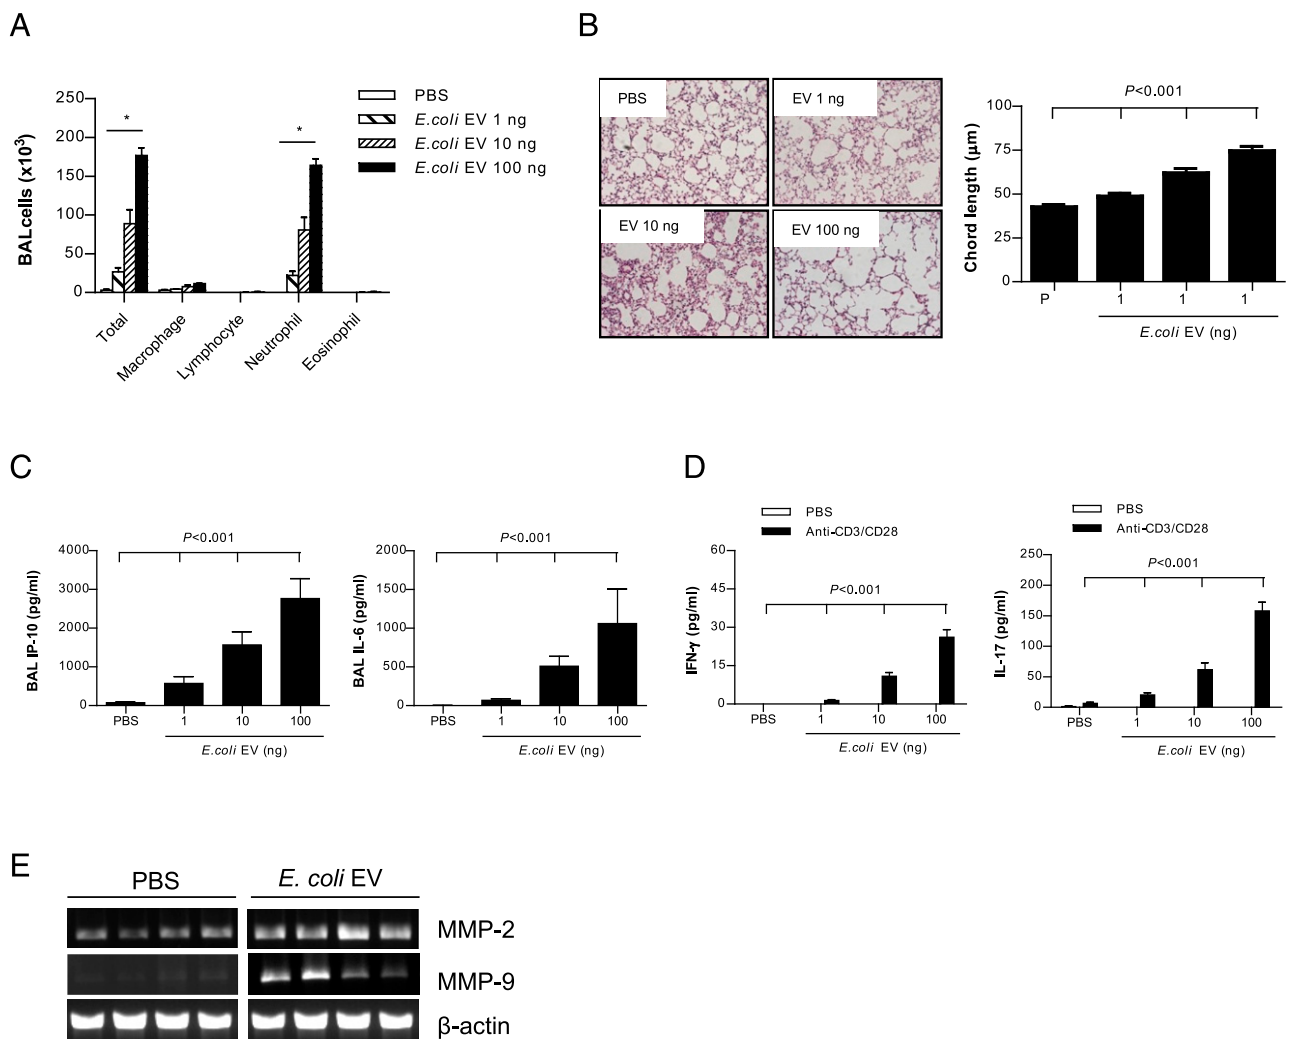 A
250
200
150
100
50
0
BALcells (x10³)
*
*
PBS
E.coli EV 1 ng
E.coli EV 10 ng
E.coli EV 100 ng
Total
Macrophage
Lymphocyte
Neutrophil
Eosinophil
B
PBS
EV 1 ng
EV 10 ng
EV 100 ng
P<0.001
100
75
50
25
0
Chord length (μm)
P 1 1 1
E.coli EV (ng)
C
P<0.001
4000
3000
2000
1000
0
BAL IP-10 (pg/ml)
PBS 1 10 100
E.coli EV (ng)
P<0.001
2000
1500
1000
500
0
BAL IL-6 (pg/ml)
PBS 1 10 100
E.coli EV (ng)
D
PBS
Anti-CD3/CD28
60
45
30
15
0
IFN-γ (pg/ml)
P<0.001
PBS 1 10 100
E.coli EV (ng)
PBS
Anti-CD3/CD28
250
200
150
100
50
0
IL-17 (pg/ml)
P<0.001
PBS 1 10 100
E.coli EV (ng)
E
PBS E. coli EV
MMP-2
MMP-9
β-actin